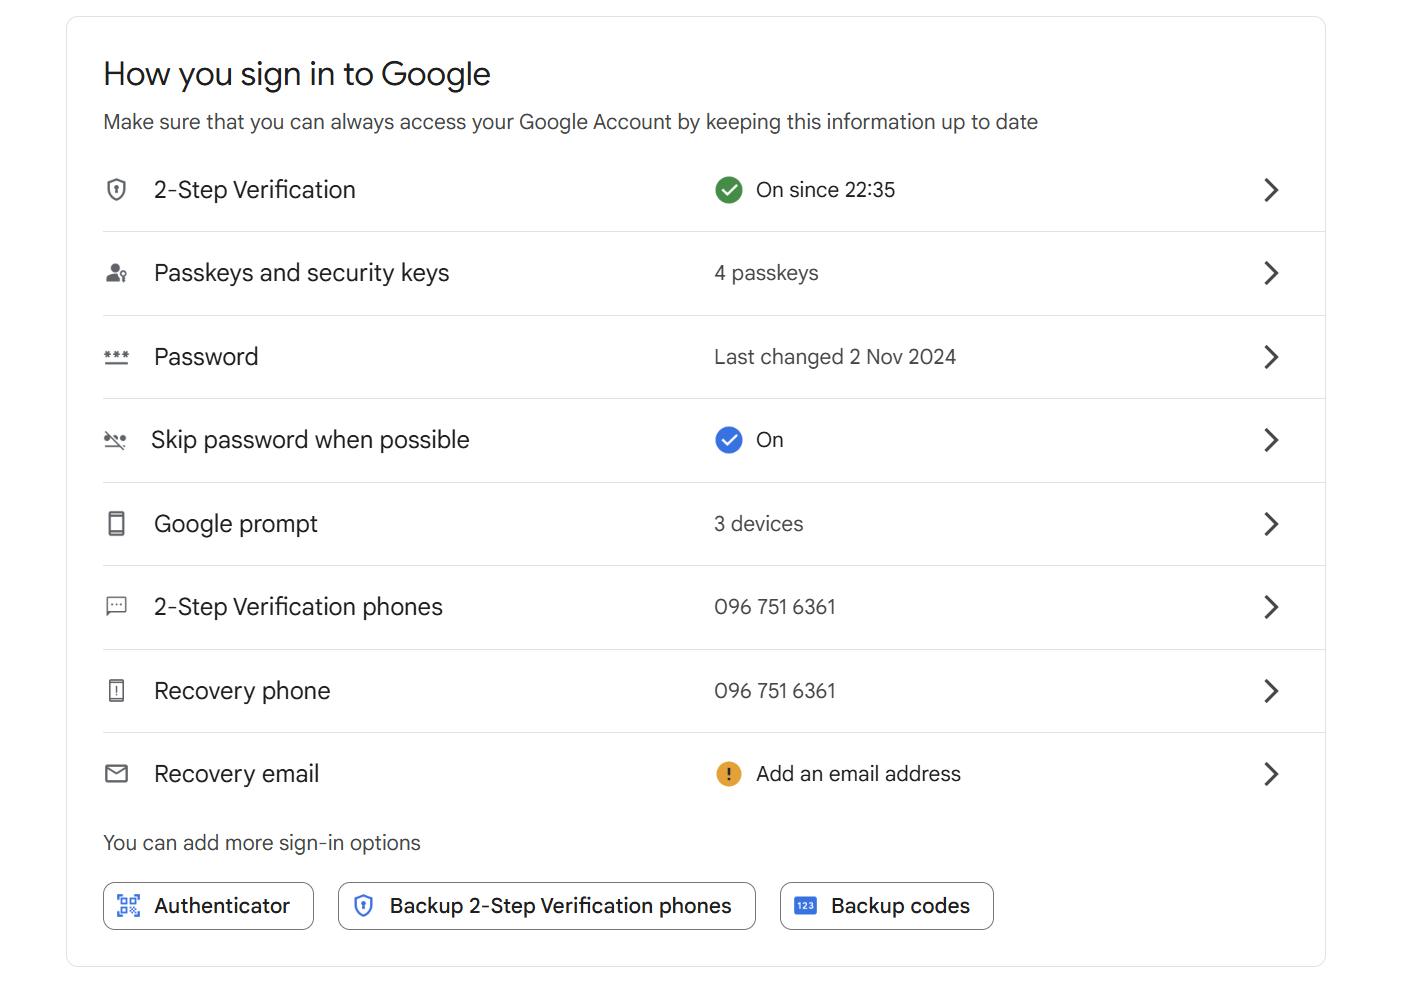 How you sign in to Google
Make sure that you can always access your Google Account by keeping this information up to date
2-Step Verification
On since 22:35
Passkeys and security keys
4 passkeys
Password
Last changed 2 Nov 2024
Skip password when possible
On
Google prompt
3 devices
2-Step Verification phones
096 751 6361
Recovery phone
096 751 6361
Recovery email
Add an email address
You can add more sign-in options
Authenticator
123
Backup 2-Step Verification phones
Backup codes